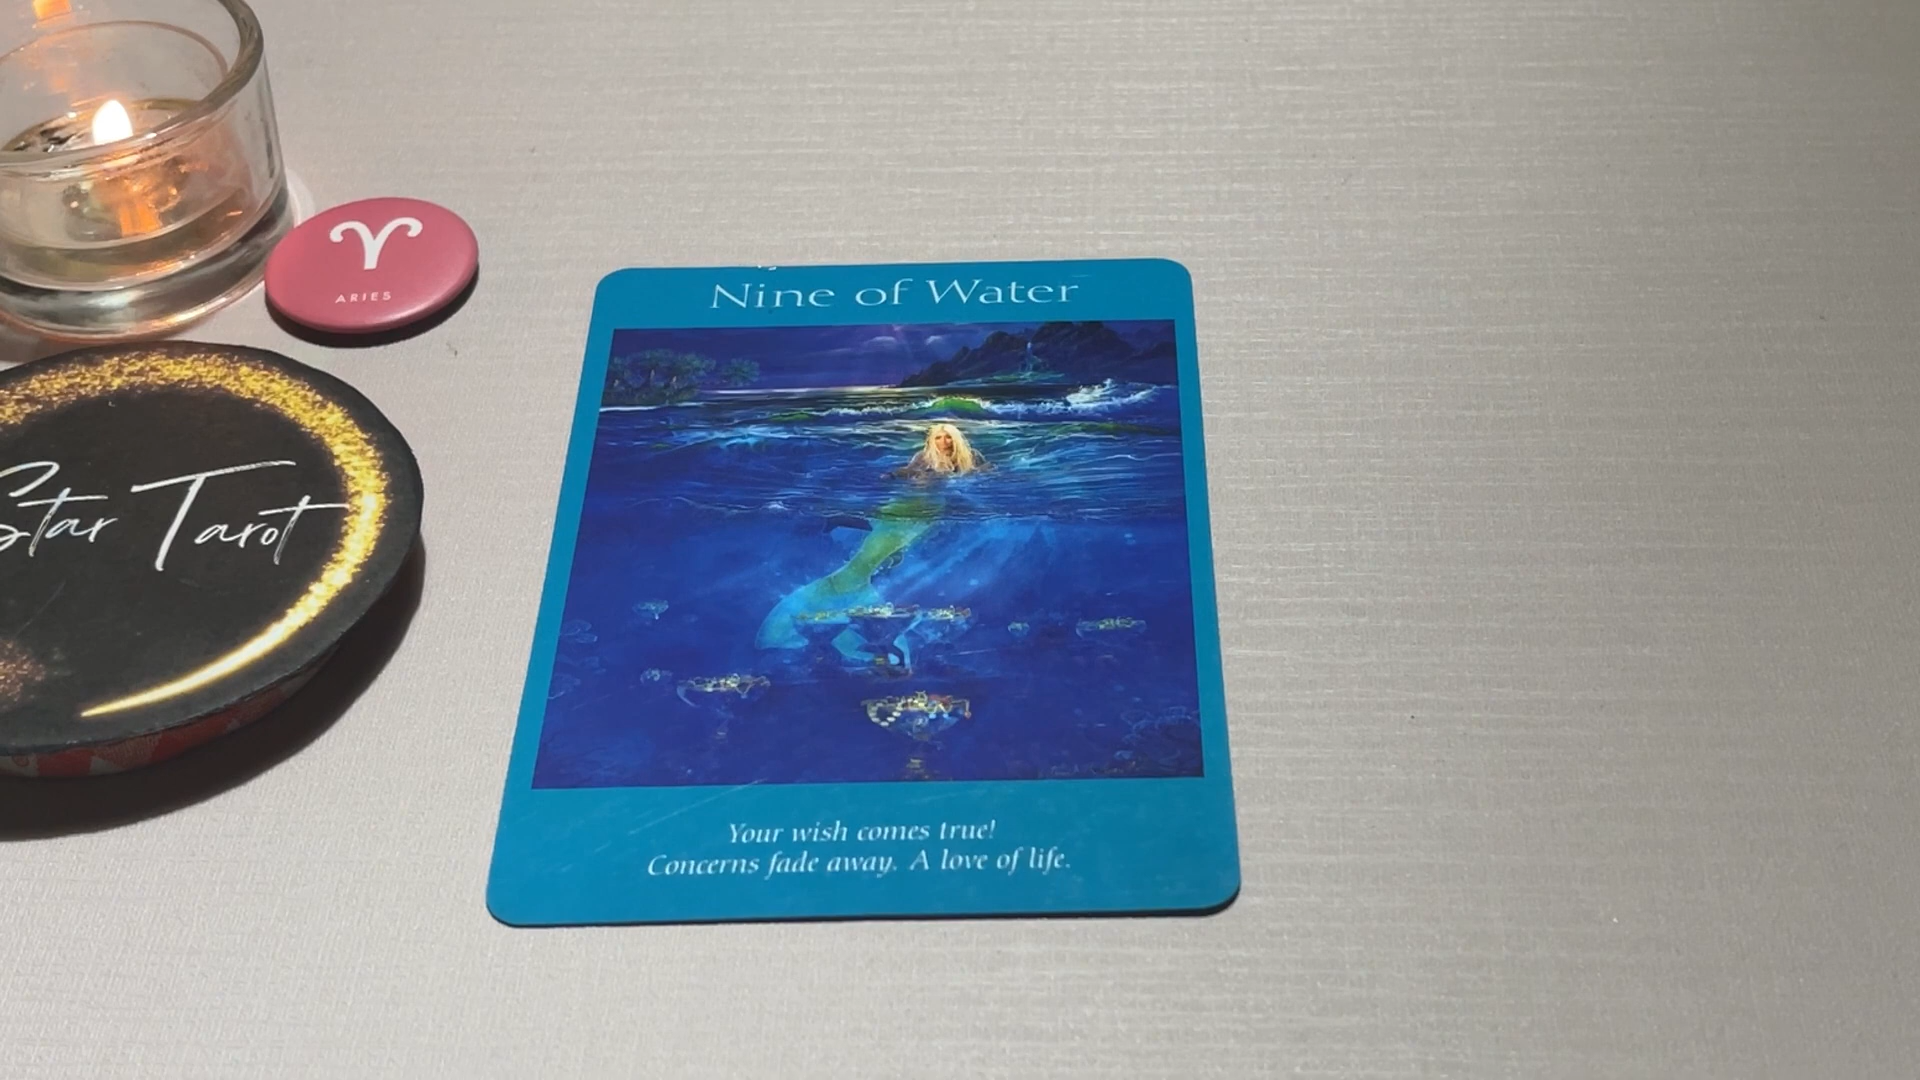 ARIES
Star Tarot
Nine of Water
Your wish comes true!
Concerns fade away. A love of life.